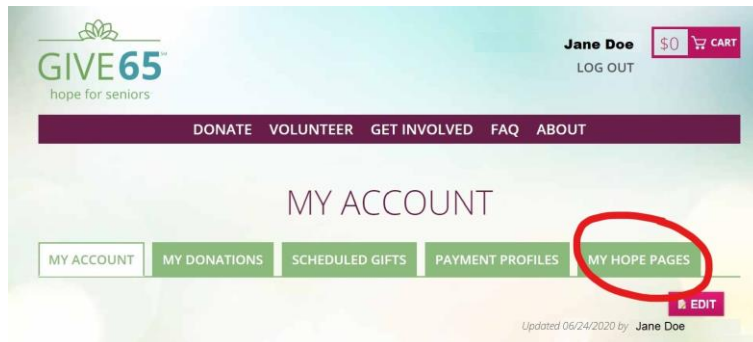 GIVE65
hope for seniors
Jane Doe
LOG OUT
$0 CART
DONATE VOLUNTEER GET INVOLVED FAQ ABOUT
MY ACCOUNT
MY ACCOUNT MY DONATIONS SCHEDULED GIFTS PAYMENT PROFILES MY HOPE PAGES
EDIT
Updated 06/24/2020 by Jane Doe